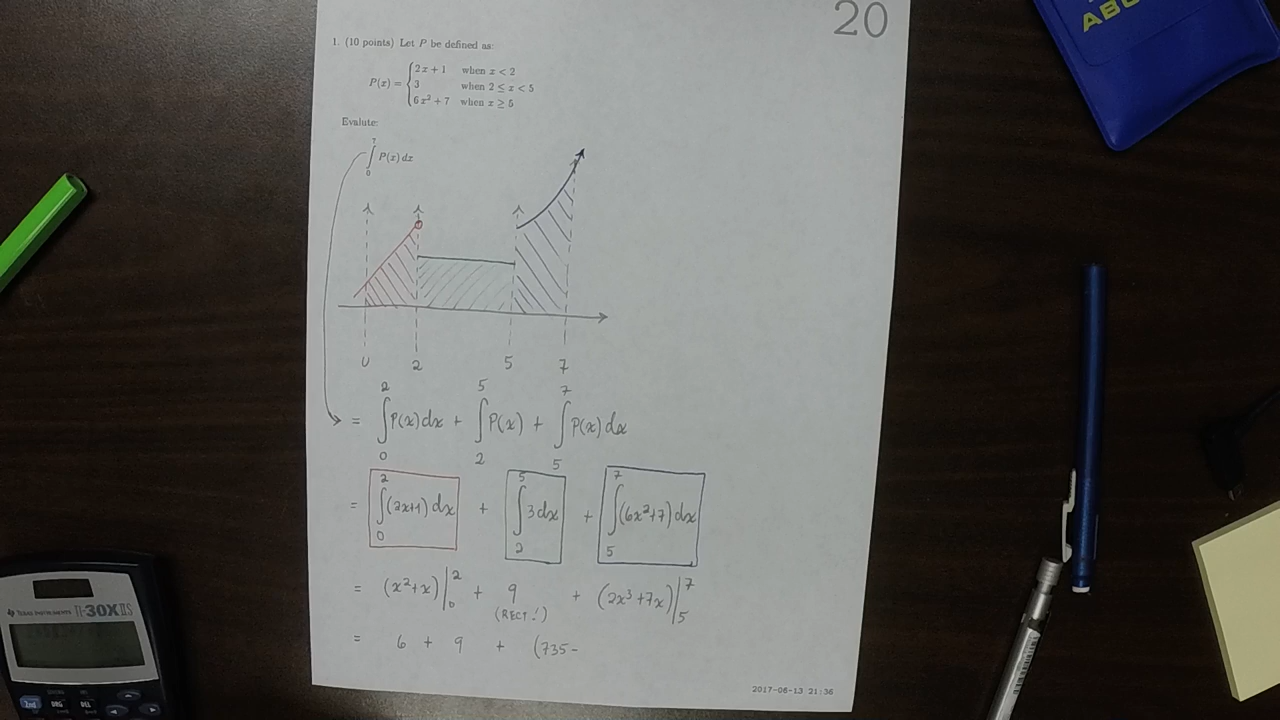 20
1. (10 points) Let P be defined as:
P(x) = { 2x + 1 when x < 2
3 when 2 ≤ x < 5
6x² + 7 when x ≥ 5
Evalute:
∫₀⁷ P(x) dx
0 2 5 7
= ∫₀² P(x) dx + ∫₂⁵ P(x) + ∫₅⁷ P(x) dx
= ∫₀² (2x+1) dx + ∫₂⁵ 3 dx + ∫₅⁷ (6x²+7) dx
= (x²+x)|₀² + 9 + (2x³+7x)|₅⁷
(RECT!)
= 6 + 9 + (735 -
2017-06-13 21:36
TEXAS INSTRUMENTS TI-30X IIS
2nd DRG DEL